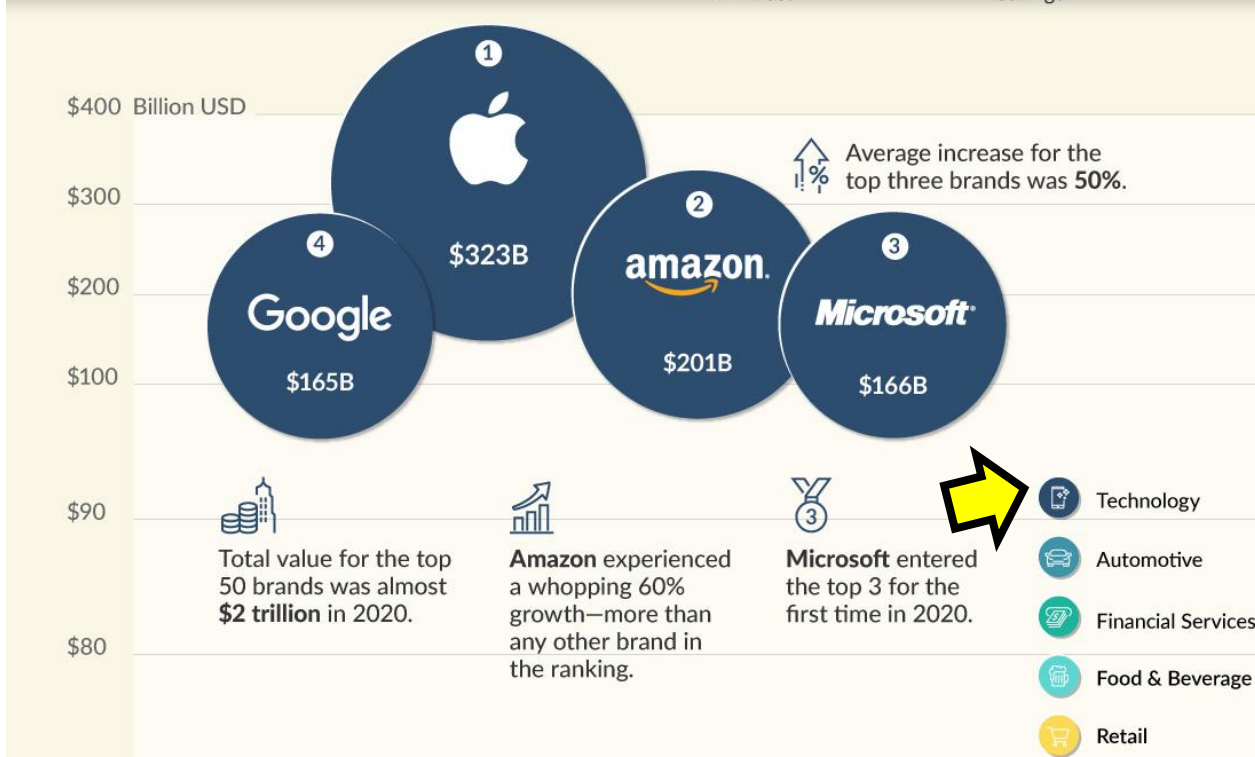 $400 Billion USD
1
$323B
Average increase for the
top three brands was 50%.
$300
2
amazon.
$201B
3
Microsoft
$166B
4
Google
$165B
$200
$100
$90
Total value for the top
50 brands was almost
$2 trillion in 2020.
Amazon experienced
a whopping 60%
growth—more than
any other brand in
the ranking.
3
Microsoft entered
the top 3 for the
first time in 2020.
$80
Technology
Automotive
Financial Services
Food & Beverage
Retail